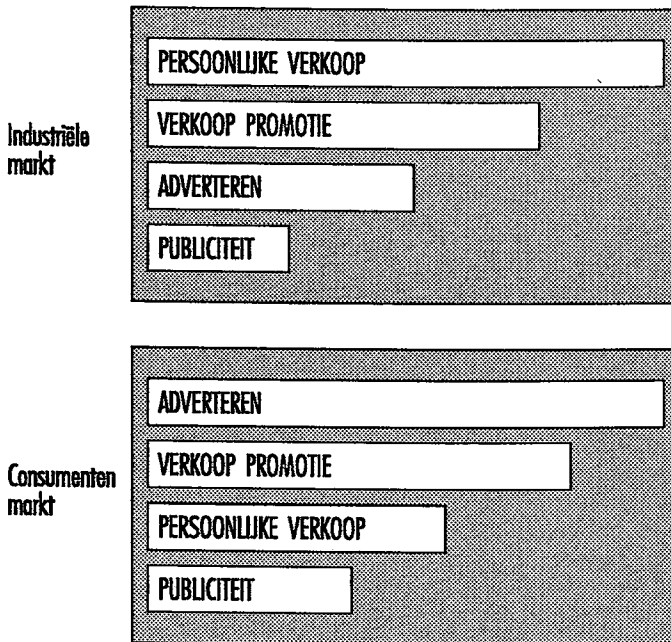 Industriële
markt
PERSOONLIJKE VERKOOP
VERKOOP PROMOTIE
ADVERTEREN
PUBLICITEIT
Consumenten
markt
ADVERTEREN
VERKOOP PROMOTIE
PERSOONLIJKE VERKOOP
PUBLICITEIT